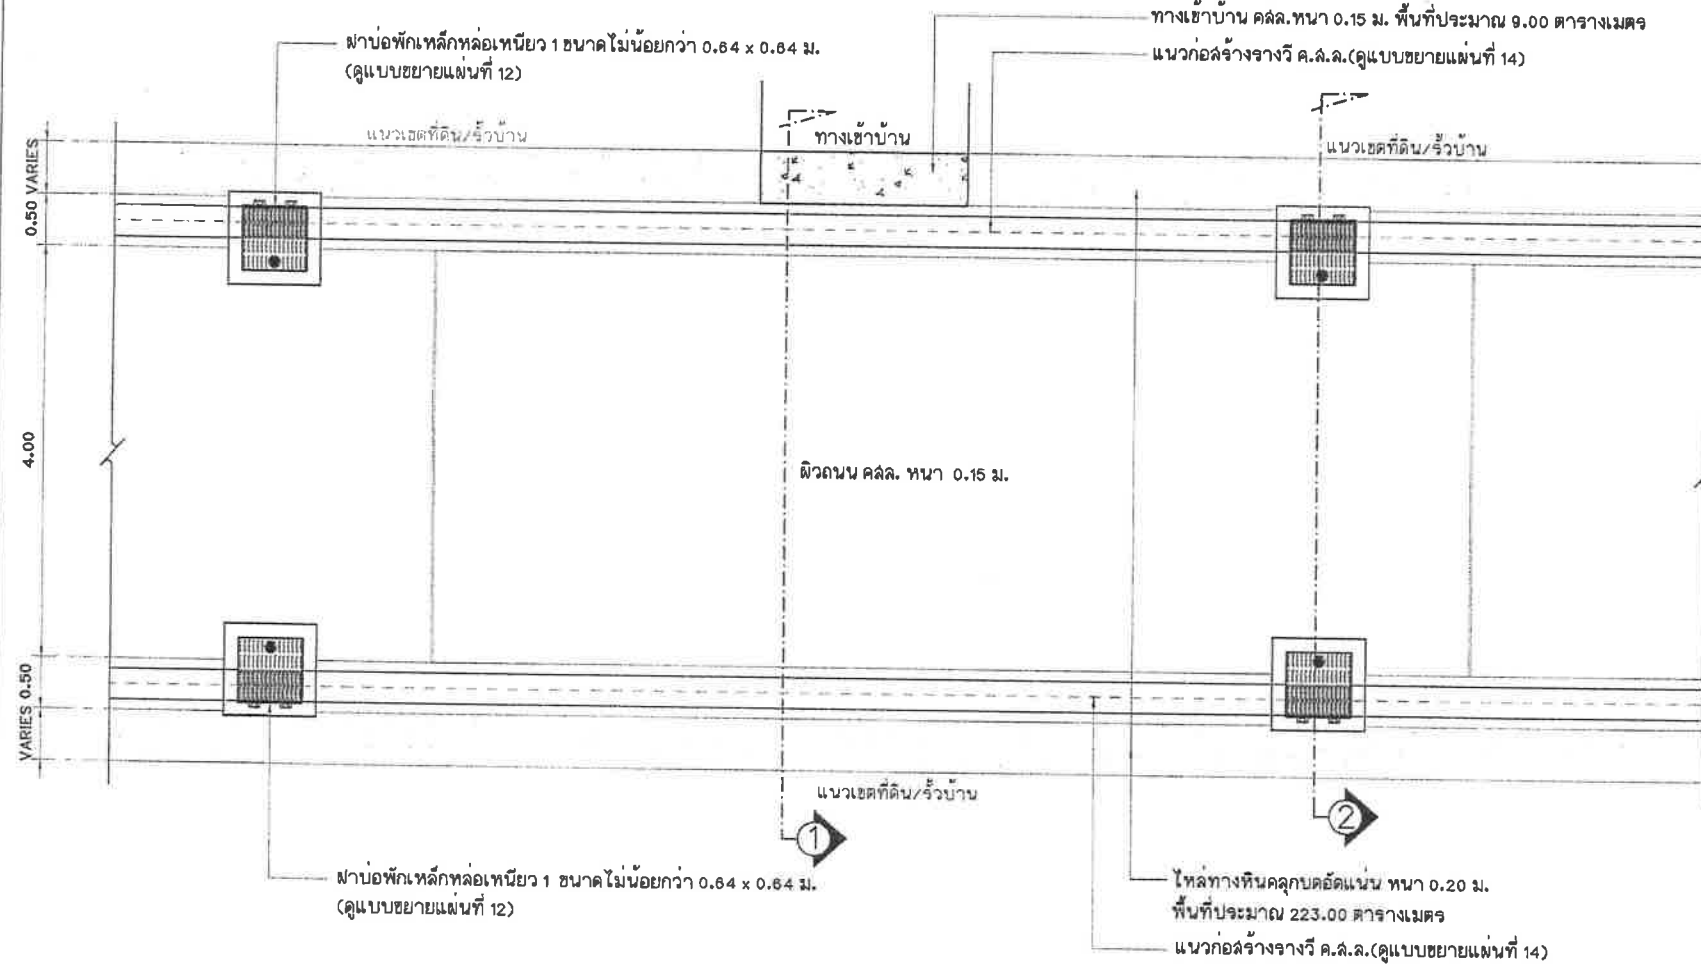 ทางเข้าบ้าน คสล.หนา 0.15 ม. พื้นที่ประมาณ 9.00 ตารางเมตร
ฝาบ่อพักเหล็กหล่อเหนียว 1 ขนาดไม่น้อยกว่า 0.64 x 0.64 ม.
(ดูแบบขยายแผ่นที่ 12)
แนวก่อสร้างรางวี ค.ส.ล.(ดูแบบขยายแผ่นที่ 14)
แนวเขตที่ดิน/รั้วบ้าน
ทางเข้าบ้าน
แนวเขตที่ดิน/รั้วบ้าน
VARIES
0.50
4.00
ผิวถนน คสล. หนา 0.15 ม.
0.50
VARIES
แนวเขตที่ดิน/รั้วบ้าน
1
2
ฝาบ่อพักเหล็กหล่อเหนียว 1 ขนาดไม่น้อยกว่า 0.64 x 0.64 ม.
(ดูแบบขยายแผ่นที่ 12)
ไหล่ทางหินคลุกบดอัดแน่น หนา 0.20 ม.
พื้นที่ประมาณ 223.00 ตารางเมตร
แนวก่อสร้างรางวี ค.ส.ล.(ดูแบบขยายแผ่นที่ 14)